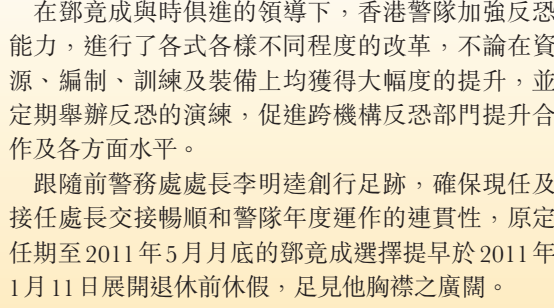 在鄧竟成與時俱進的領導下，香港警隊加強反恐
能力，進行了各式各樣不同程度的改革，不論在資
源、編制、訓練及裝備上均獲得大幅度的提升，並
定期舉辦反恐的演練，促進跨機構反恐部門提升合
作及各方面水平。
跟隨前警務處處長李明逵創行足跡，確保現任及
接任處長交接暢順和警隊年度運作的連貫性，原定
任期至2011年5月月底的鄧竟成選擇提早於2011年
1月11日展開退休前休假，足見他胸襟之廣闊。